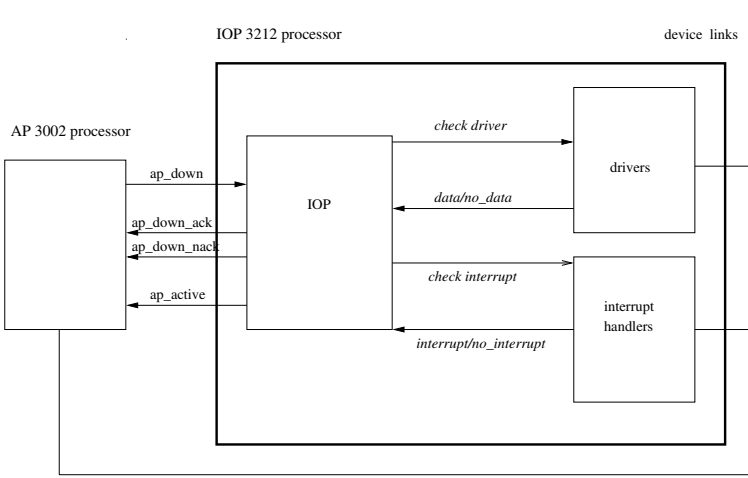 IOP 3212 processor
device links
AP 3002 processor
check driver
ap_down
drivers
IOP
data/no_data
ap_down_ack
ap_down_nack
check interrupt
ap_active
interrupt
handlers
interrupt/no_interrupt